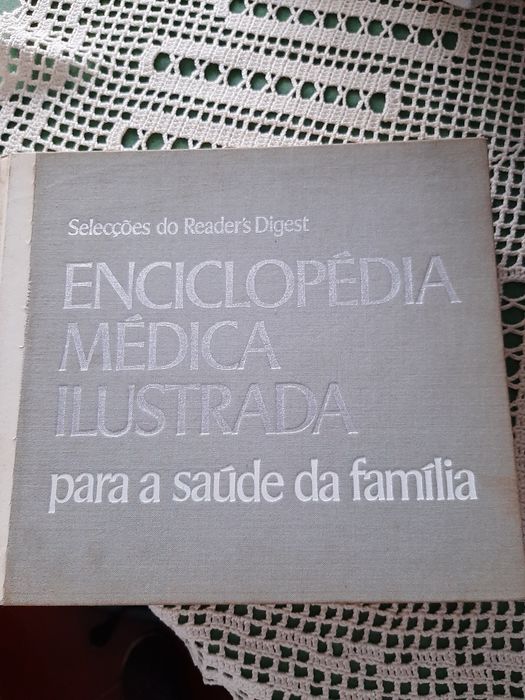 Selecções do Reader's Digest
ENCICLOPÉDIA
MÉDICA
ILUSTRADA
para a saúde da família